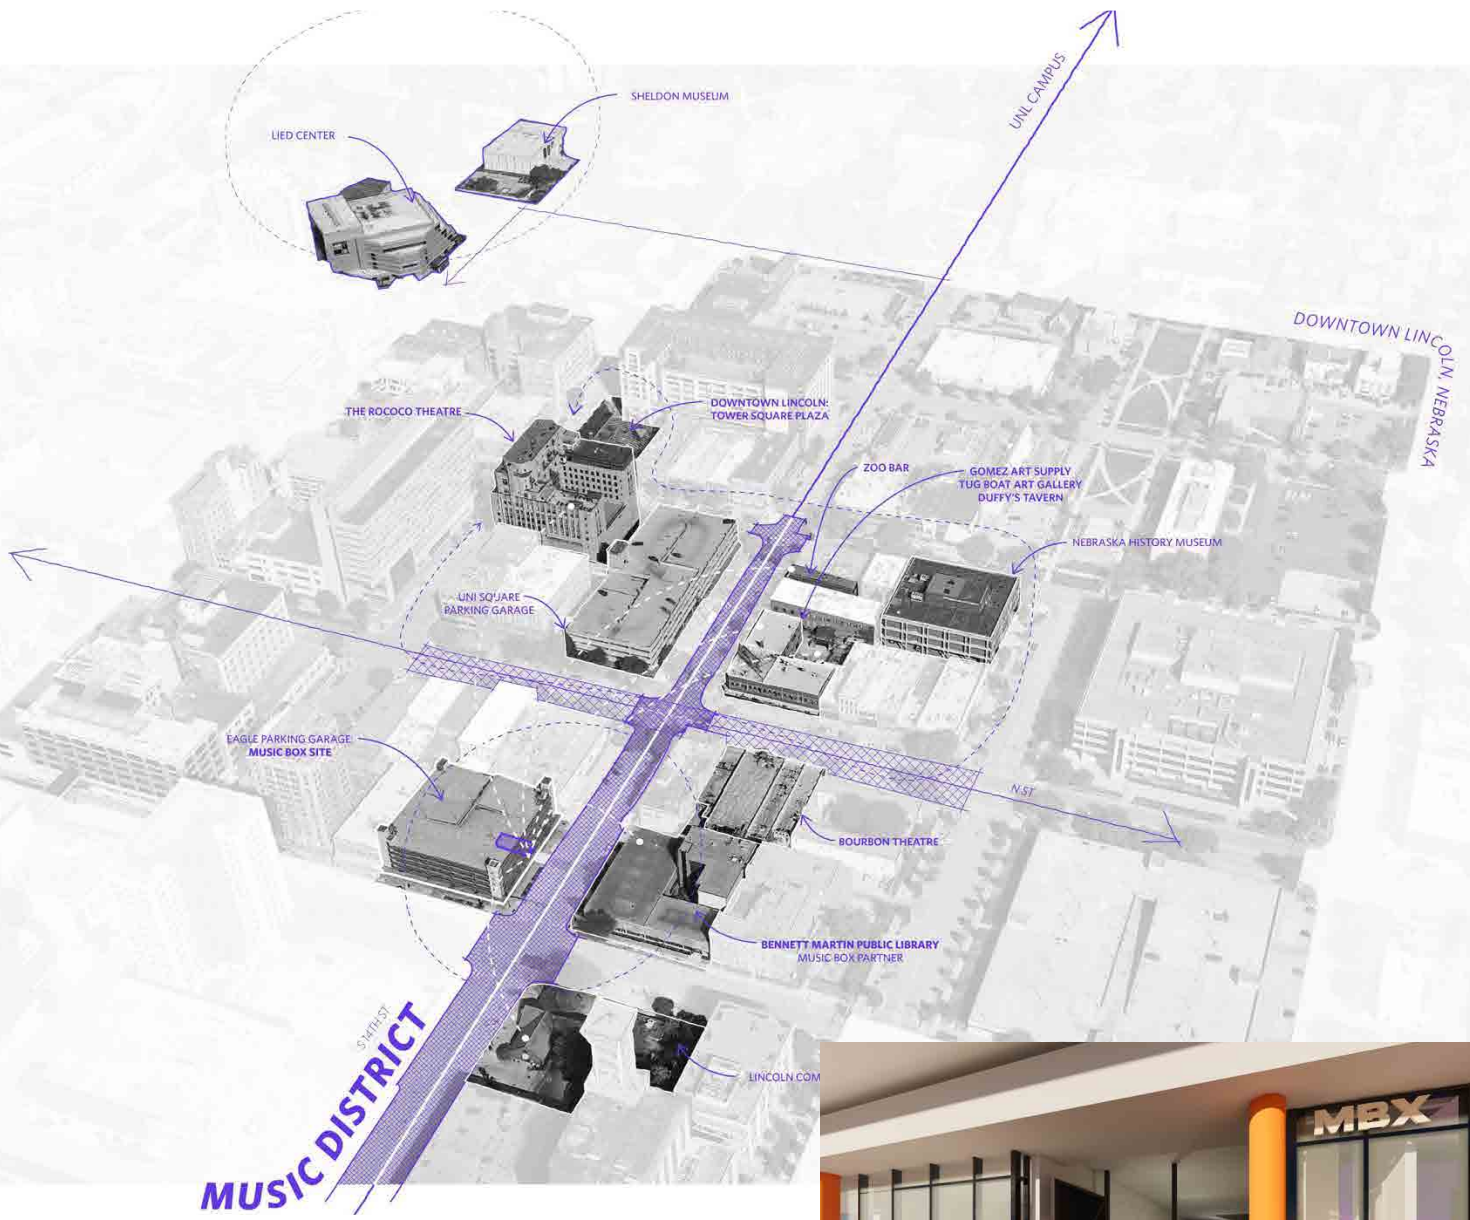 SHELDON MUSEUM
LIED CENTER
UNL CAMPUS
DOWNTOWN LINCOLN, NEBRASKA
THE ROCOCO THEATRE
DOWNTOWN LINCOLN:
TOWER SQUARE PLAZA
ZOO BAR
GOMEZ ART SUPPLY
TUG BOAT ART GALLERY
DUFFY'S TAVERN
NEBRASKA HISTORY MUSEUM
UNI SQUARE
PARKING GARAGE
EAGLE PARKING GARAGE:
MUSIC BOX SITE
N ST
BOURBON THEATRE
BENNETT MARTIN PUBLIC LIBRARY
MUSIC BOX PARTNER
S 14TH ST
MUSIC DISTRICT
LINCOLN COM
MBX